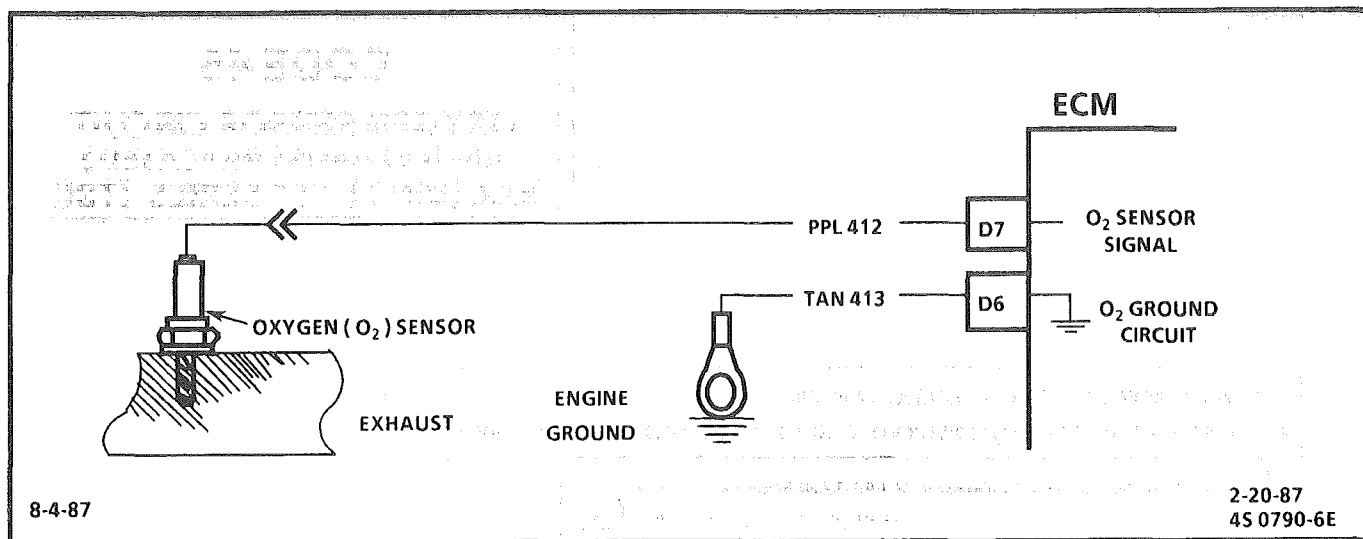 ECM
PPL 412
D7
O₂ SENSOR
SIGNAL
TAN 413
D6
O₂ GROUND
CIRCUIT
OXYGEN (O₂) SENSOR
EXHAUST
ENGINE
GROUND
8-4-87
2-20-87
4S 0790-6E